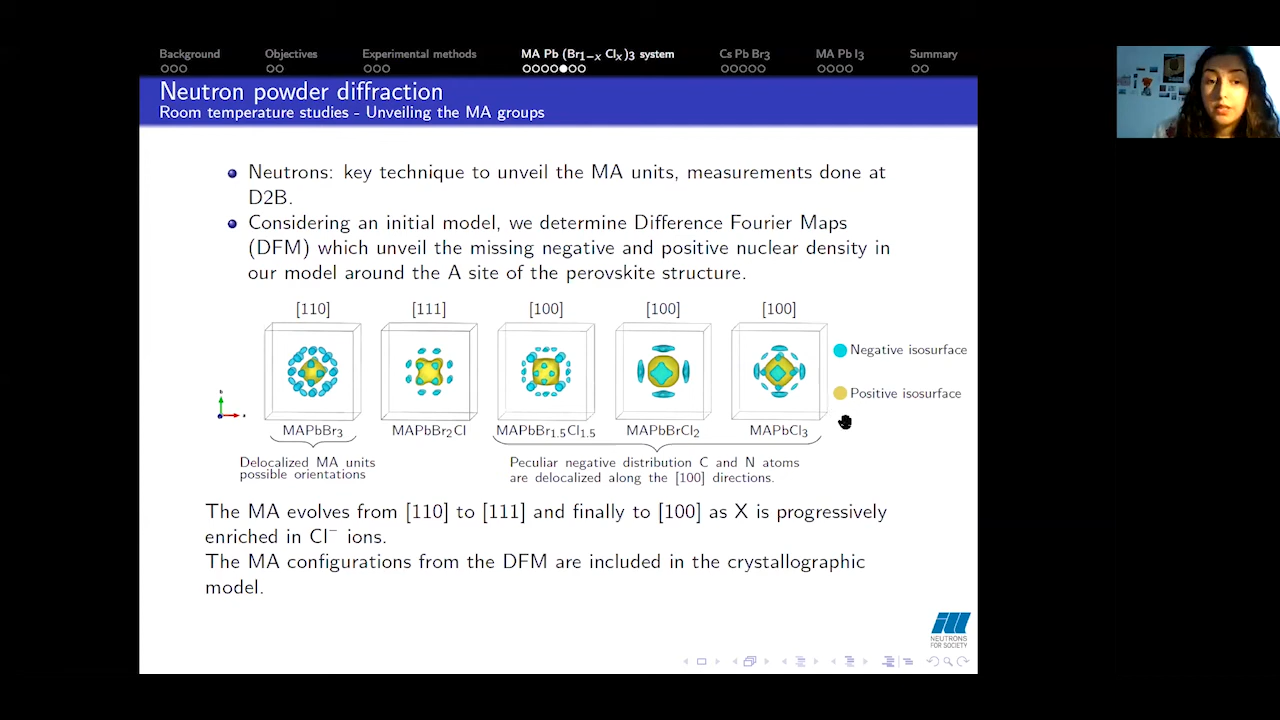 Background Objectives Experimental methods MA Pb (Br₁₋ₓ Clₓ)₃ system Cs Pb Br₃ MA Pb I₃ Summary
Neutron powder diffraction
Room temperature studies - Unveiling the MA groups
Neutrons: key technique to unveil the MA units, measurements done at
D2B.
Considering an initial model, we determine Difference Fourier Maps
(DFM) which unveil the missing negative and positive nuclear density in
our model around the A site of the perovskite structure.
[110] [111] [100] [100] [100]
Negative isosurface
Positive isosurface
MAPbBr₃ MAPbBr₂Cl MAPbBr₁.₅Cl₁.₅ MAPbBrCl₂ MAPbCl₃
Delocalized MA units
possible orientations
Peculiar negative distribution C and N atoms
are delocalized along the [100] directions.
The MA evolves from [110] to [111] and finally to [100] as X is progressively
enriched in Cl⁻ ions.
The MA configurations from the DFM are included in the crystallographic
model.
NEUTRONS
FOR SOCIETY